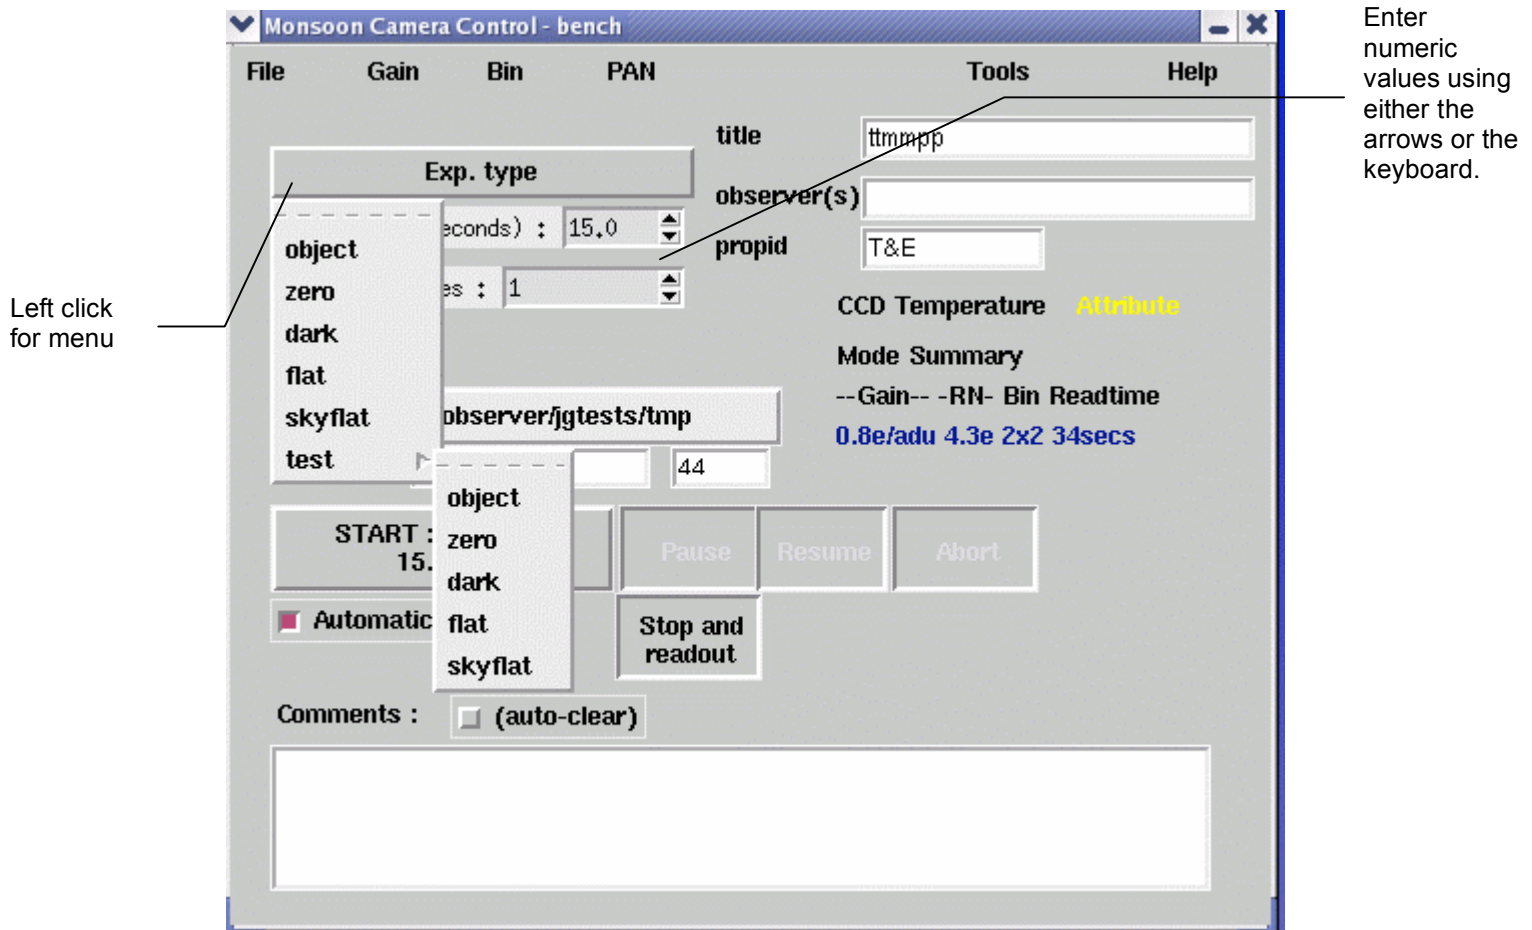 Monsoon Camera Control - bench
File Gain Bin PAN Tools Help
Enter
numeric
values using
either the
arrows or the
keyboard.
Left click
for menu
Exp. type
object
zero
dark
flat
skyflat
test
econds) : 15.0
es : 1
title ttmmpp
observer(s)
propid T&E
CCD Temperature Attribute
Mode Summary
--Gain-- -RN- Bin Readtime
0.8e/adu 4.3e 2x2 34secs
observer/jgtests/tmp
44
object
zero
dark
flat
skyflat
START :
15.
Pause Resume Abort
Automatic
Stop and
readout
Comments : (auto-clear)